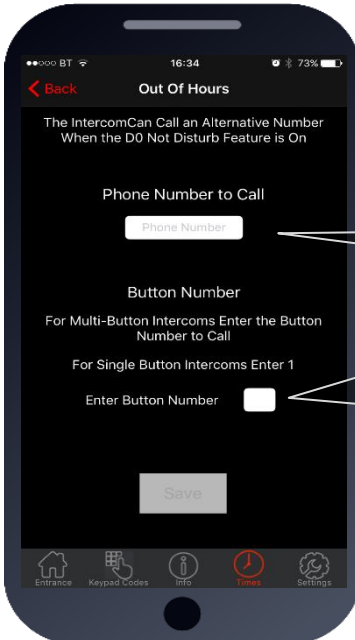 BT 16:34 73%
Back Out Of Hours
The IntercomCan Call an Alternative Number
When the D0 Not Disturb Feature is On
Phone Number to Call
Phone Number
Button Number
For Multi-Button Intercoms Enter the Button
Number to Call
For Single Button Intercoms Enter 1
Enter Button Number
Save
Entrance Keypad Codes Info Times Settings